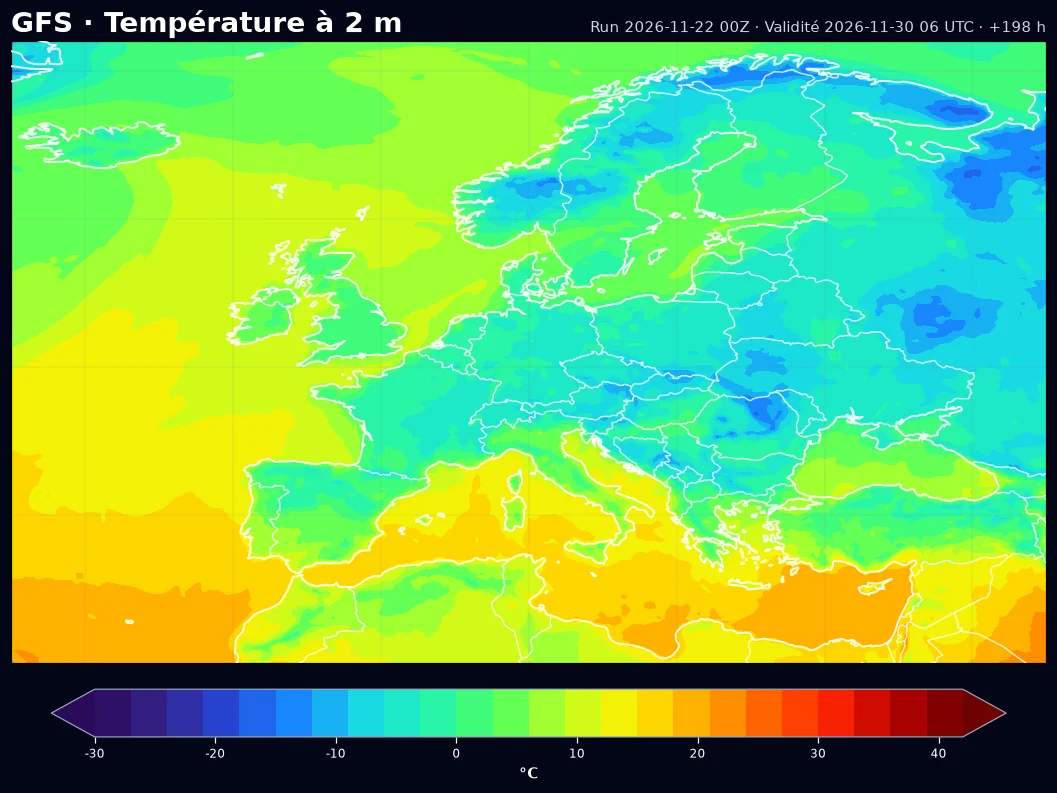 GFS · Température à 2 m
Run 2026-11-22 00Z · Validité 2026-11-30 06 UTC · +198 h
-30 -20 -10 0 10 20 30 40
°C